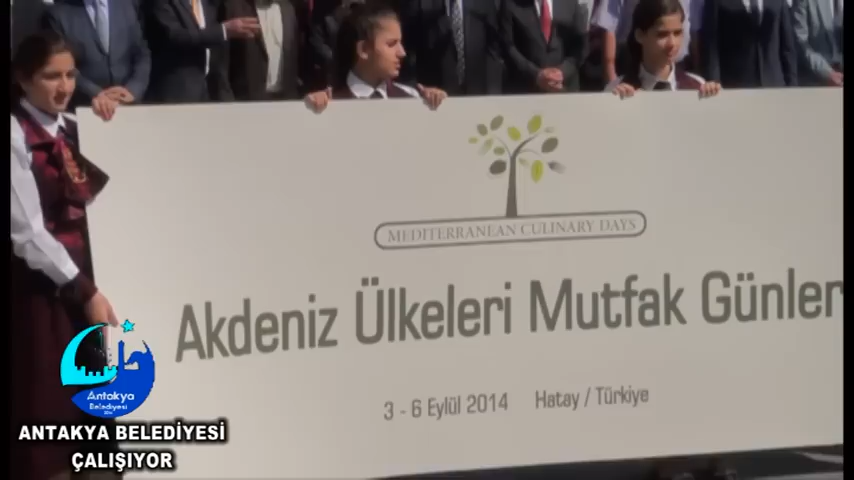 MEDITERRANEAN CULINARY DAYS
Akdeniz Ülkeleri Mutfak Günler
3 - 6 Eylül 2014 Hatay / Türkiye
Antakya
Belediyesi
ANTAKYA BELEDİYESİ
ÇALIŞIYOR